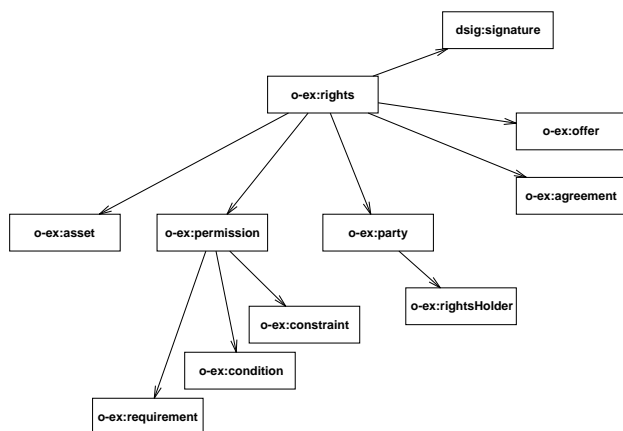 dsig:signature
o-ex:rights
o-ex:offer
o-ex:agreement
o-ex:asset
o-ex:permission
o-ex:party
o-ex:rightsHolder
o-ex:constraint
o-ex:condition
o-ex:requirement